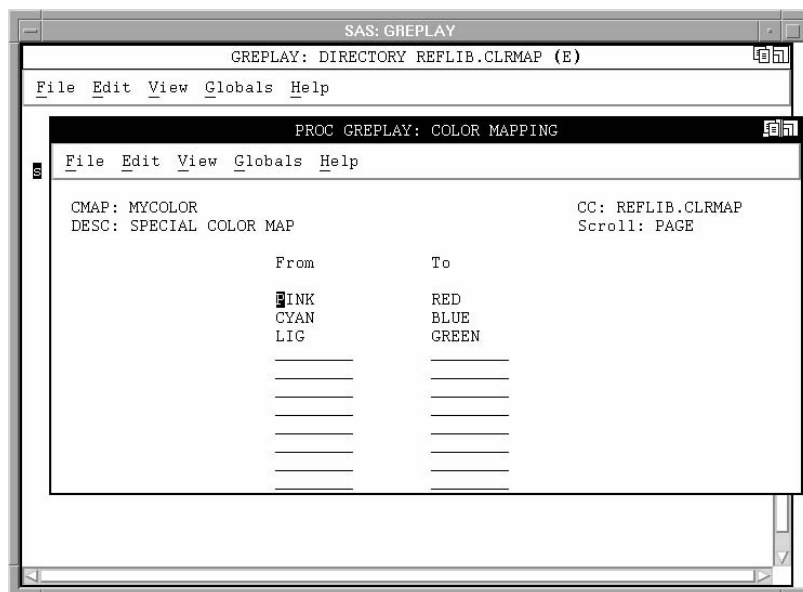 SAS: GREPLAY
GREPLAY: DIRECTORY REFLIB.CLRMAP (E)
File Edit View Globals Help
PROC GREPLAY: COLOR MAPPING
s
File Edit View Globals Help
CMAP: MYCOLOR CC: REFLIB.CLRMAP
DESC: SPECIAL COLOR MAP Scroll: PAGE
From To
PINK RED
CYAN BLUE
LIG GREEN